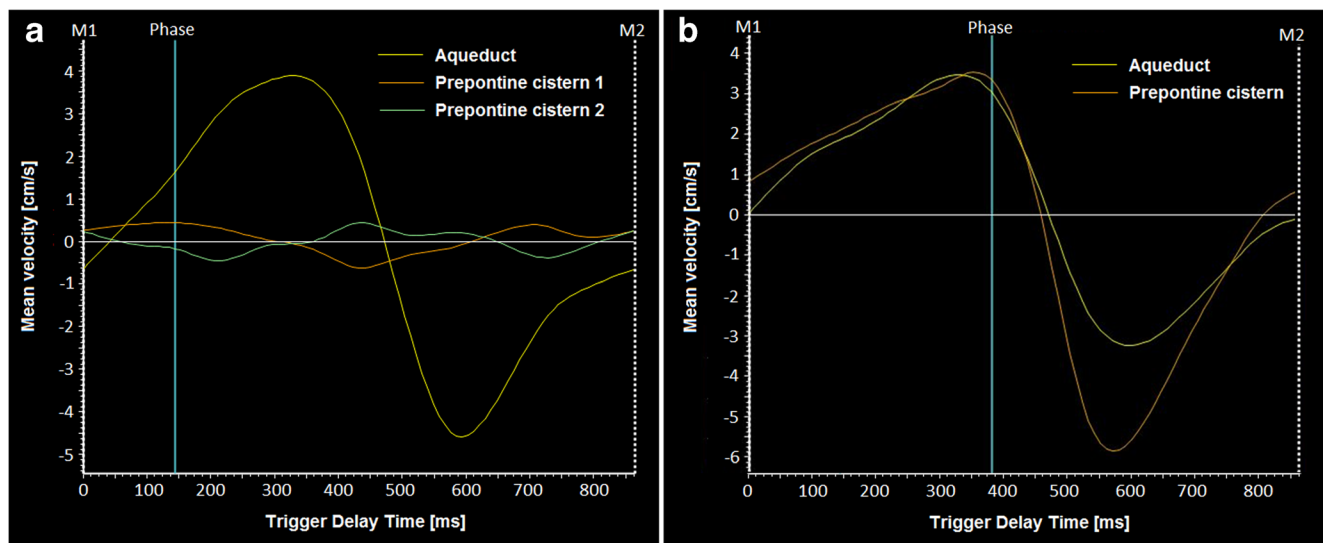 a
M1
Phase
M2
Aqueduct
Prepontine cistern 1
Prepontine cistern 2
Mean velocity [cm/s]
4
3
2
1
0
-1
-2
-3
-4
-5
0 100 200 300 400 500 600 700 800
Trigger Delay Time [ms]
b
M1
Phase
M2
Aqueduct
Prepontine cistern
Mean velocity [cm/s]
4
3
2
1
0
-1
-2
-3
-4
-5
-6
0 100 200 300 400 500 600 700 800
Trigger Delay Time [ms]